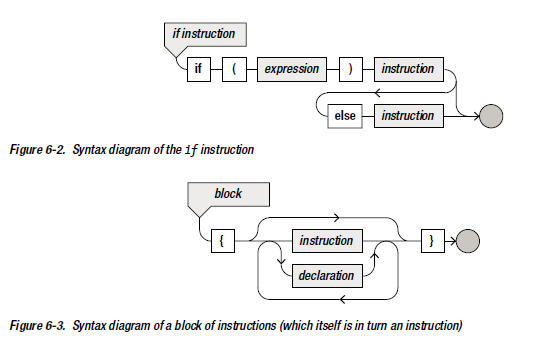 if instruction
if ( expression ) instruction
else instruction
Figure 6-2. Syntax diagram of the if instruction
block
{ instruction }
declaration
Figure 6-3. Syntax diagram of a block of instructions (which itself is in turn an instruction)